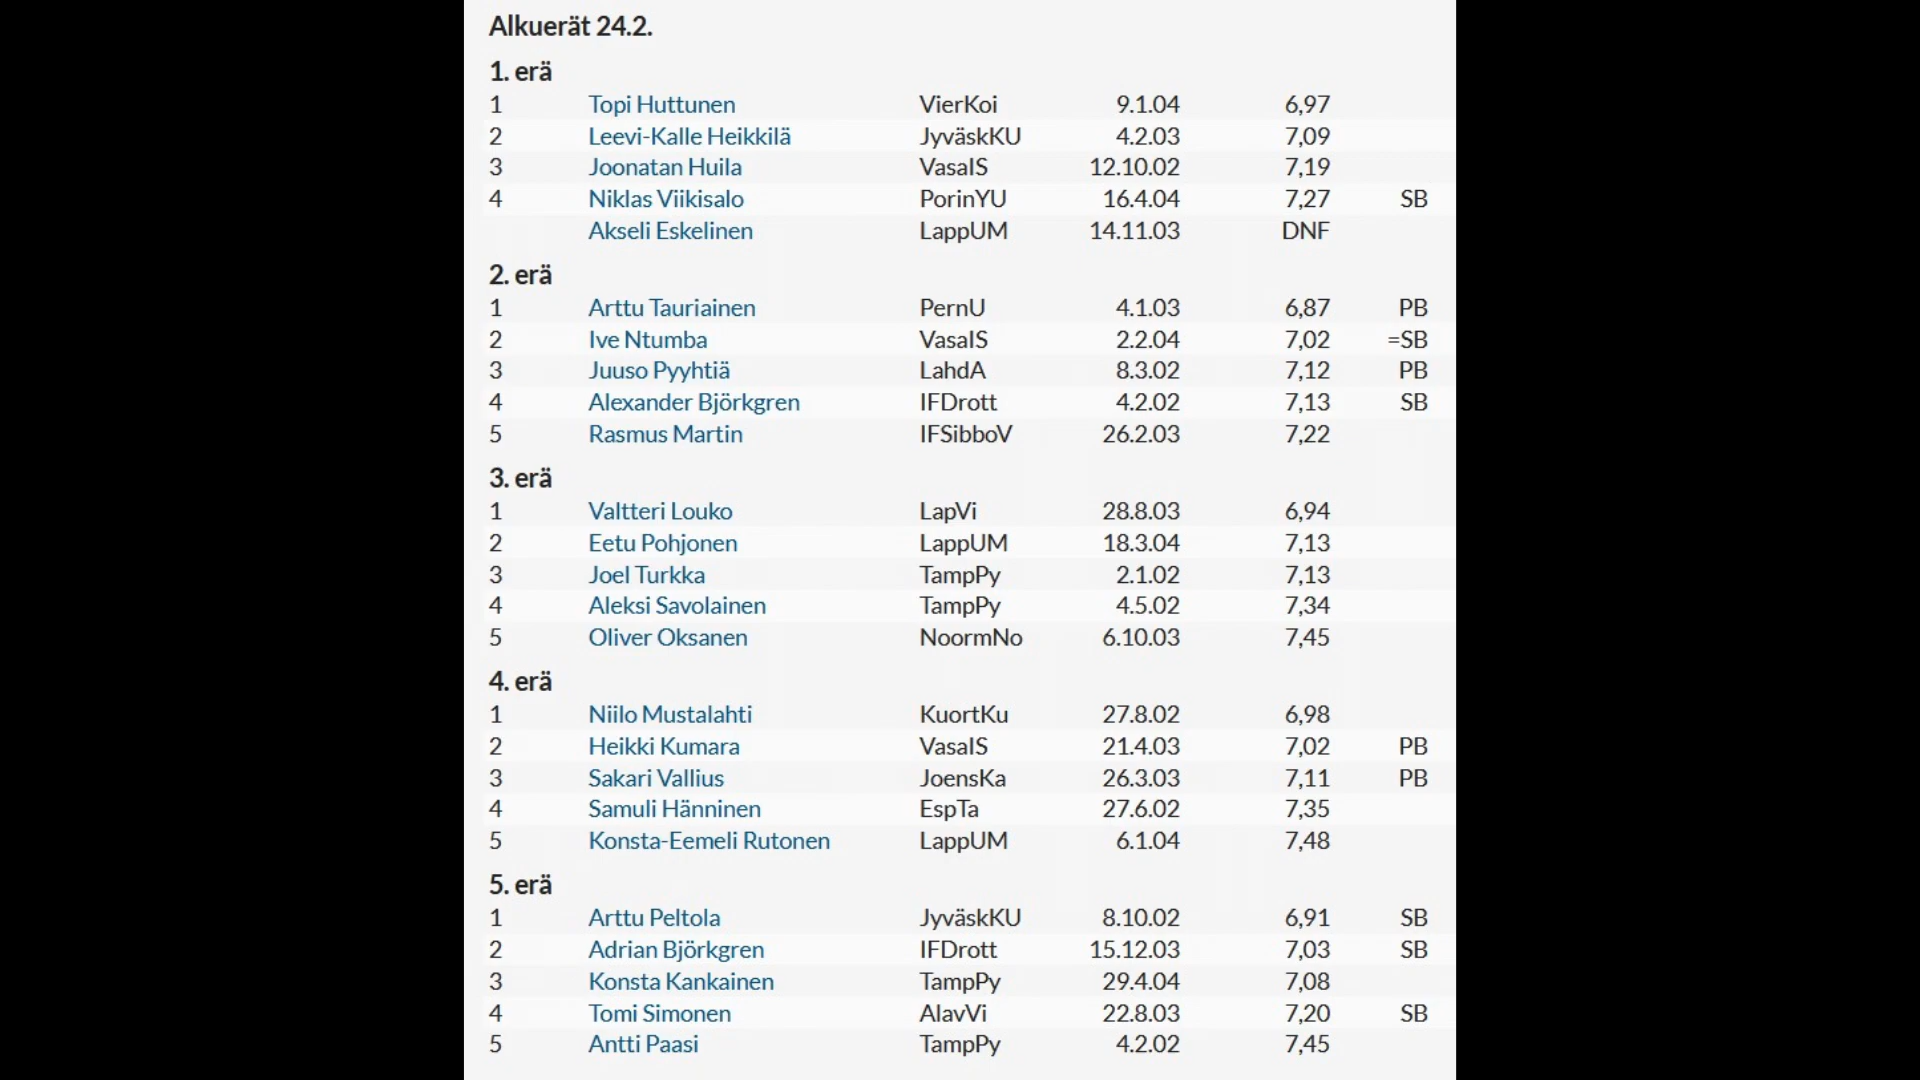 Alkuerät 24.2.
1. erä
1 Topi Huttunen VierKoi 9.1.04 6,97
2 Leevi-Kalle Heikkilä JyväskKU 4.2.03 7,09
3 Joonatan Huila VasaIS 12.10.02 7,19
4 Niklas Viikisalo PorinYU 16.4.04 7,27 SB
Akseli Eskelinen LappUM 14.11.03 DNF
2. erä
1 Arttu Tauriainen PernU 4.1.03 6,87 PB
2 Ive Ntumba VasaIS 2.2.04 7,02 =SB
3 Juuso Pyyhtiä LahdA 8.3.02 7,12 PB
4 Alexander Björkgren IFDrott 4.2.02 7,13 SB
5 Rasmus Martin IFSibboV 26.2.03 7,22
3. erä
1 Valtteri Louko LapVi 28.8.03 6,94
2 Eetu Pohjonen LappUM 18.3.04 7,13
3 Joel Turkka TampPy 2.1.02 7,13
4 Aleksi Savolainen TampPy 4.5.02 7,34
5 Oliver Oksanen NoormNo 6.10.03 7,45
4. erä
1 Niilo Mustalahti KuortKu 27.8.02 6,98
2 Heikki Kumara VasaIS 21.4.03 7,02 PB
3 Sakari Vallius JoensKa 26.3.03 7,11 PB
4 Samuli Hänninen EspTa 27.6.02 7,35
5 Konsta-Eemeli Rutonen LappUM 6.1.04 7,48
5. erä
1 Arttu Peltola JyväskKU 8.10.02 6,91 SB
2 Adrian Björkgren IFDrott 15.12.03 7,03 SB
3 Konsta Kankainen TampPy 29.4.04 7,08
4 Tomi Simonen AlavVi 22.8.03 7,20 SB
5 Antti Paasi TampPy 4.2.02 7,45